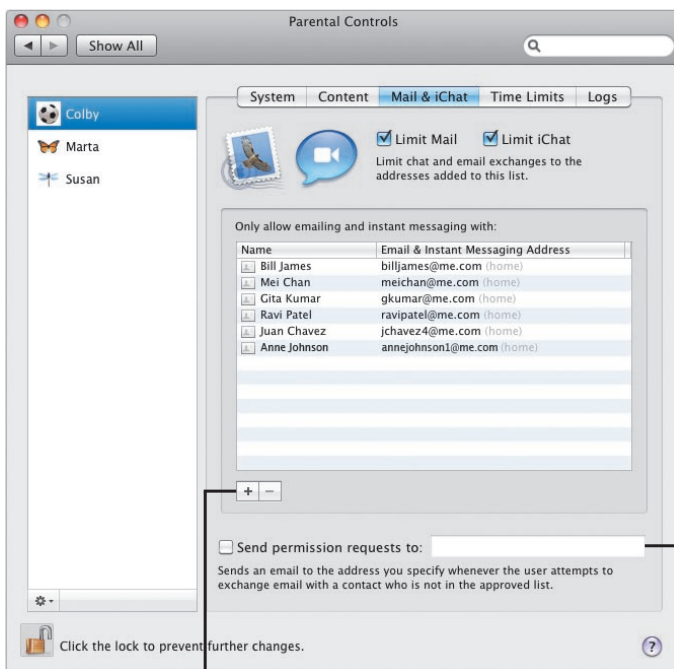 Parental Controls
Show All
System Content Mail & iChat Time Limits Logs
Colby
Marta
Susan
Limit Mail Limit iChat
Limit chat and email exchanges to the
addresses added to this list.
Only allow emailing and instant messaging with:
Name Email & Instant Messaging Address
Bill James billjames@me.com (home)
Mei Chan meichan@me.com (home)
Gita Kumar gkumar@me.com (home)
Ravi Patel ravipatel@me.com (home)
Juan Chavez jchavez4@me.com (home)
Anne Johnson annejohnson1@me.com (home)
+ −
Send permission requests to:
Sends an email to the address you specify whenever the user attempts to
exchange email with a contact who is not in the approved list.
Click the lock to prevent further changes.
?